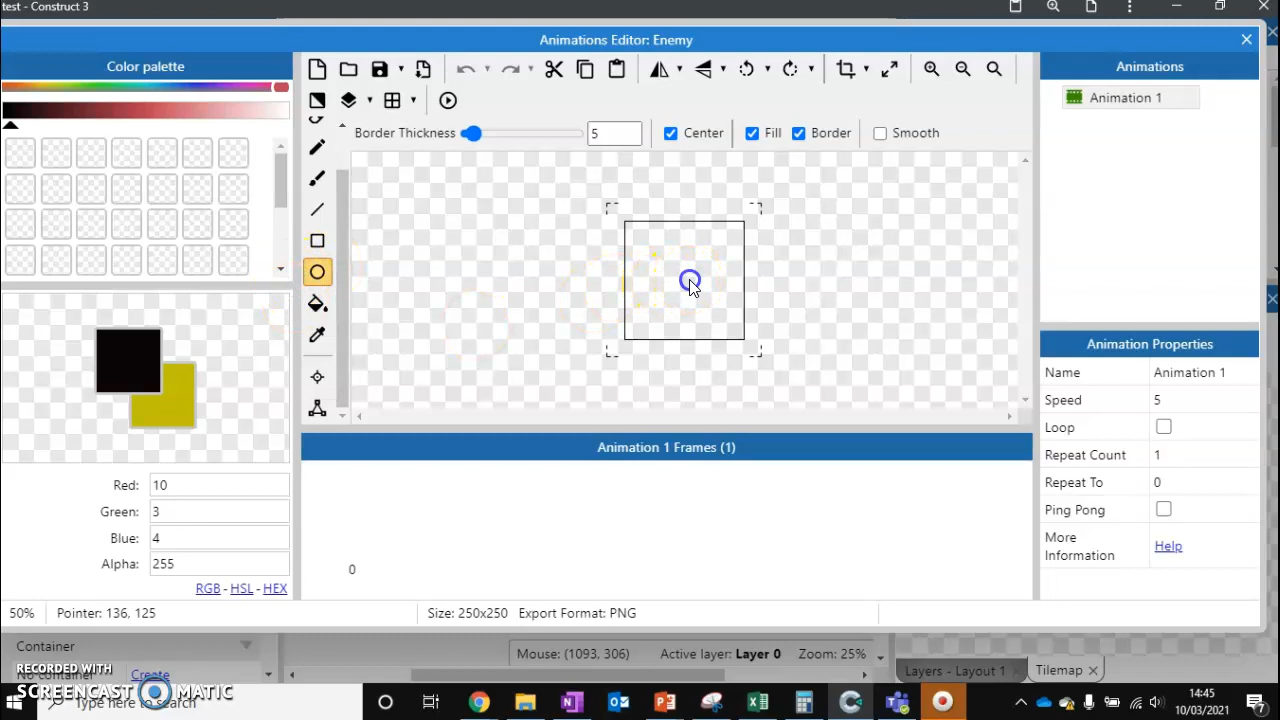 test - Construct 3
Animations Editor: Enemy
Color palette
Animations
Animation 1
Border Thickness 5 Center Fill Border Smooth
Animation Properties
Name Animation 1
Speed 5
Loop
Repeat Count 1
Repeat To 0
Ping Pong
More Information Help
Animation 1 Frames (1)
0
Red: 10
Green: 3
Blue: 4
Alpha: 255
RGB - HSL - HEX
50% Pointer: 136, 125 Size: 250x250 Export Format: PNG
Container
No container Create
Mouse: (1093, 306) Active layer: Layer 0 Zoom: 25%
Layers - Layout 1 Tilemap
RECORDED WITH
SCREENCAST MATIC
Type here to search
14:45
10/03/2021